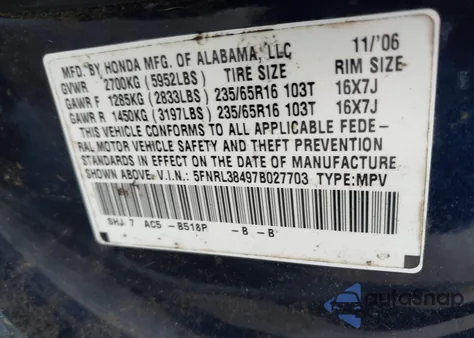 MFD. BY HONDA MFG. OF ALABAMA, LLC 11/'06
GVWR 2700KG (5952LBS) TIRE SIZE RIM SIZE
GAWR F 1285KG (2833LBS) 235/65R16 103T 16X7J
GAWR R 1450KG (3197LBS) 235/65R16 103T 16X7J
THIS VEHICLE CONFORMS TO ALL APPLICABLE FEDE-
RAL MOTOR VEHICLE SAFETY AND THEFT PREVENTION
STANDARDS IN EFFECT ON THE DATE OF MANUFACTURE
SHOWN ABOVE. V.I.N.: 5FNRL38497B027703 TYPE:MPV
SHJ 7 AC5 -B518P -B -B
autoSnap